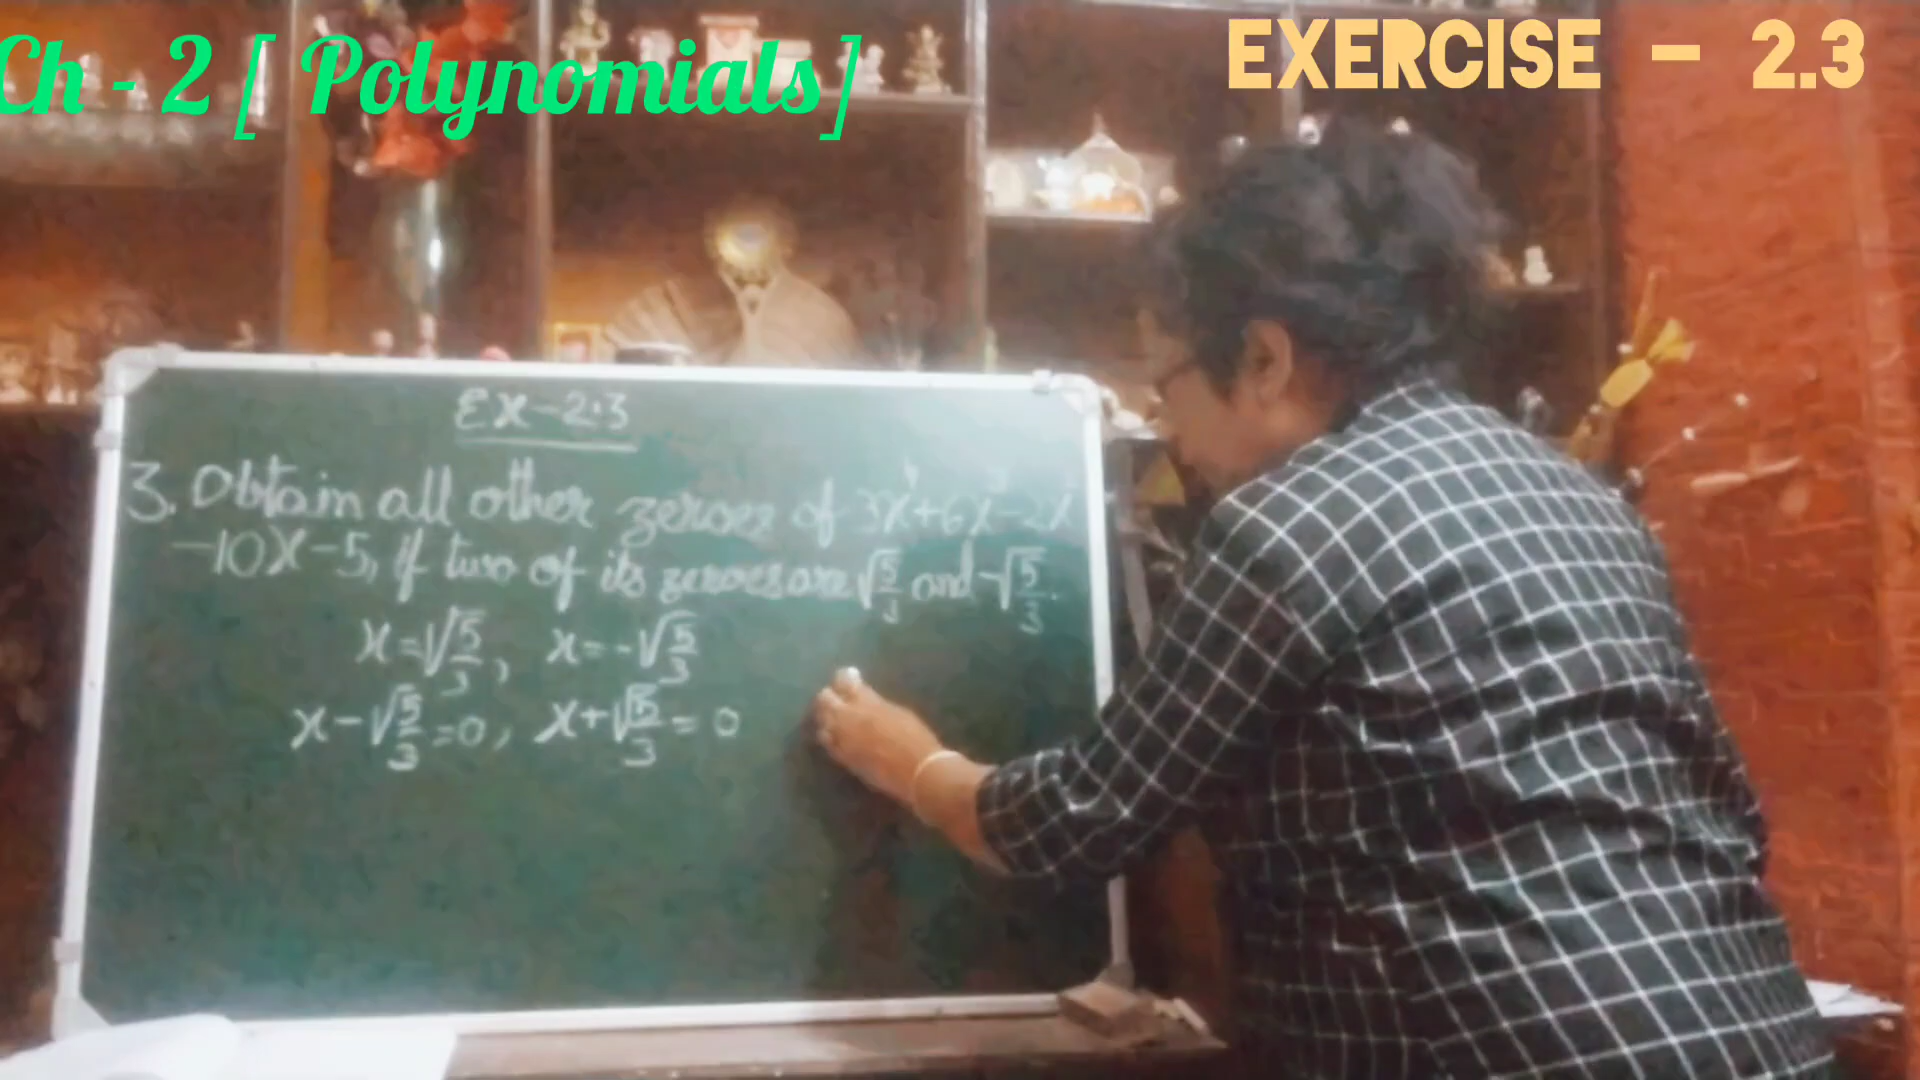 Ch - 2 [ Polynomials]
EXERCISE - 2.3
EX-2.3
3. Obtain all other zeroes of 3x⁴+6x³-2x²
-10x-5, if two of its zeroes are √5/3 and -√5/3.
x=√5/3, x=-√5/3
x-√5/3=0, x+√5/3=0